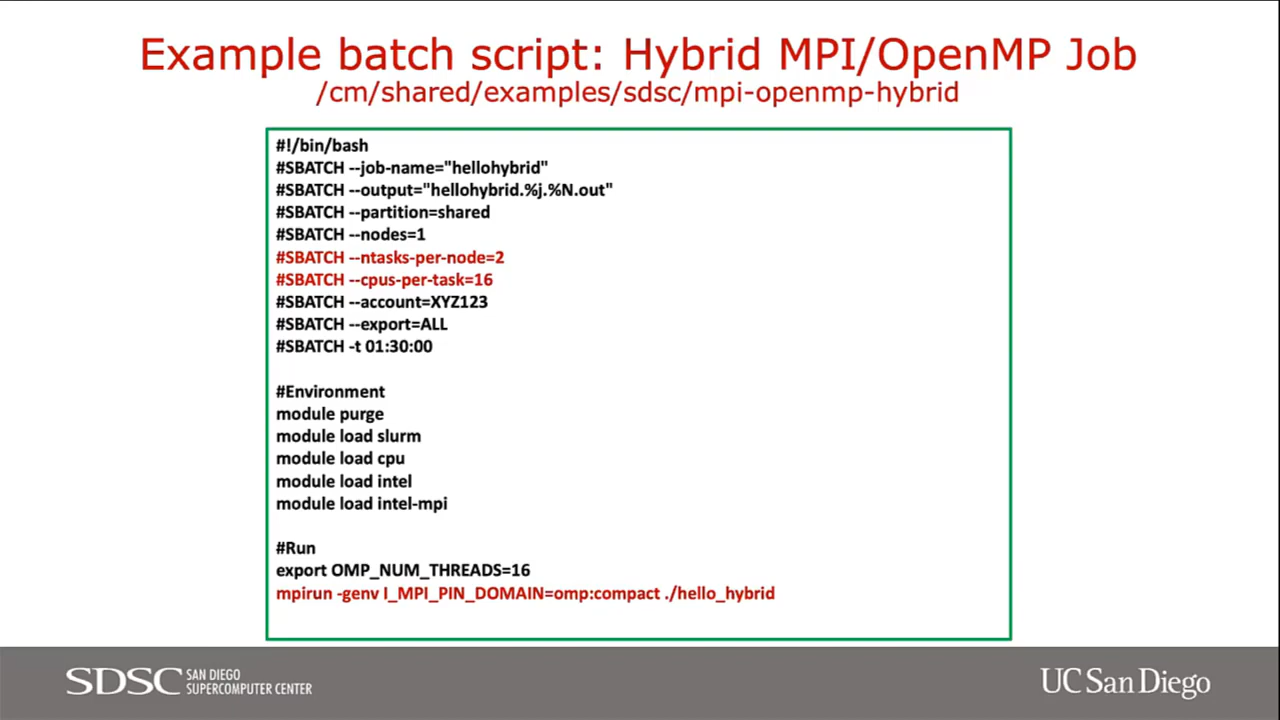 Example batch script: Hybrid MPI/OpenMP Job
/cm/shared/examples/sdsc/mpi-openmp-hybrid
#!/bin/bash
#SBATCH --job-name="hellohybrid"
#SBATCH --output="hellohybrid.%j.%N.out"
#SBATCH --partition=shared
#SBATCH --nodes=1
#SBATCH --ntasks-per-node=2
#SBATCH --cpus-per-task=16
#SBATCH --account=XYZ123
#SBATCH --export=ALL
#SBATCH -t 01:30:00
#Environment
module purge
module load slurm
module load cpu
module load intel
module load intel-mpi
#Run
export OMP_NUM_THREADS=16
mpirun -genv I_MPI_PIN_DOMAIN=omp:compact ./hello_hybrid
SDSC SAN DIEGO
SUPERCOMPUTER CENTER
UC San Diego